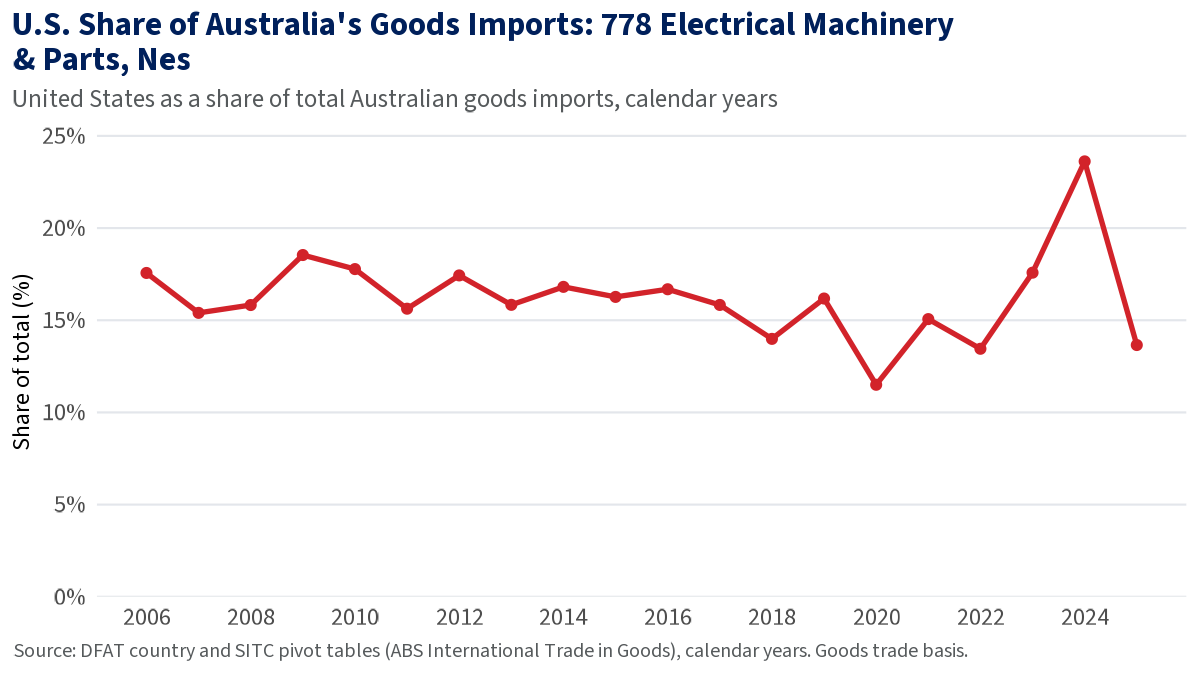 U.S. Share of Australia's Goods Imports: 778 Electrical Machinery
& Parts, Nes
United States as a share of total Australian goods imports, calendar years
25%
20%
15%
10%
5%
0%
Share of total (%)
2006 2008 2010 2012 2014 2016 2018 2020 2022 2024
Source: DFAT country and SITC pivot tables (ABS International Trade in Goods), calendar years. Goods trade basis.